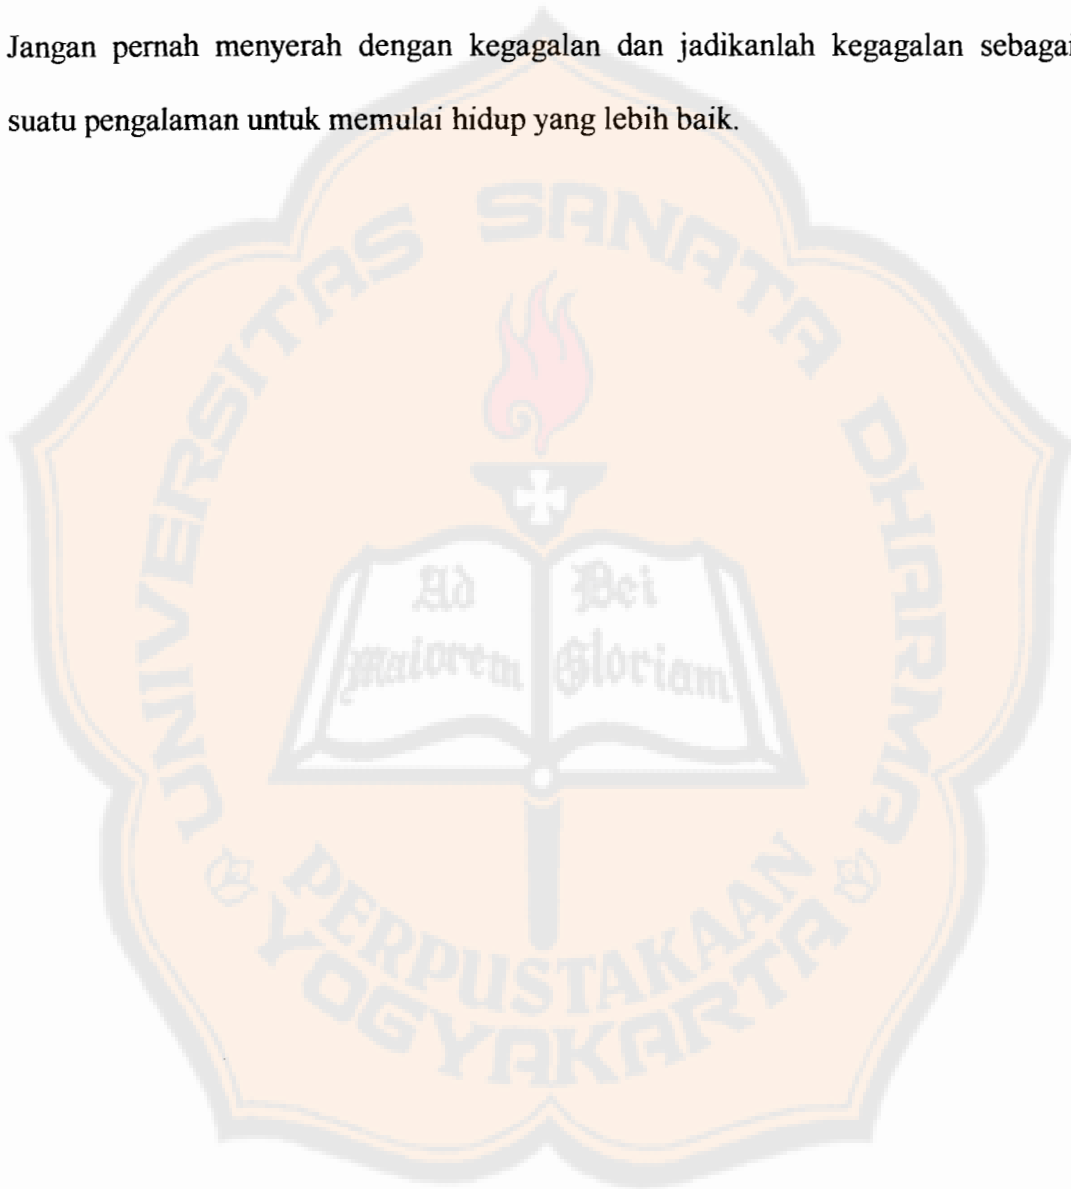 Jangan pernah menyerah dengan kegagalan dan jadikanlah kegagalan sebagai
suatu pengalaman untuk memulai hidup yang lebih baik.
UNIVERSITAS SANATA DHARMA
Ad Dei
maiorem Gloriam
PERPUSTAKAAN
YOGYAKARTA